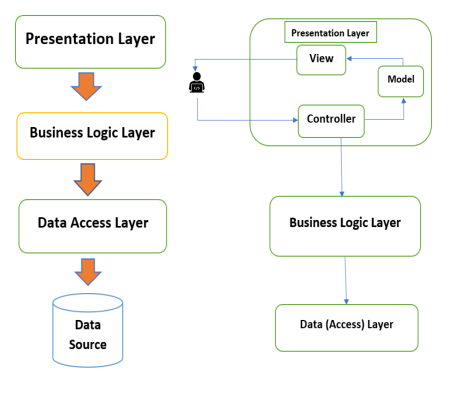 Presentation Layer
Business Logic Layer
Data Access Layer
Data
Source
Presentation Layer
View
Model
Controller
Business Logic Layer
Data (Access) Layer